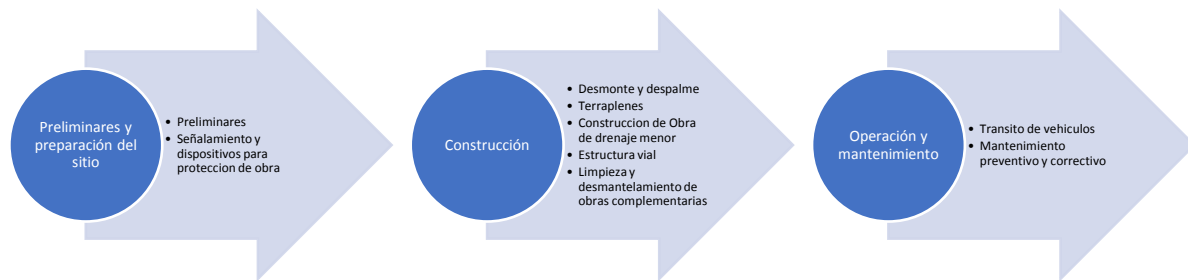 Preliminares y
preparación del
sitio
• Preliminares
• Señalamiento y
dispositivos para
proteccion de obra
Construcción
• Desmonte y despalme
• Terraplenes
• Construccion de Obra
de drenaje menor
• Estructura vial
• Limpieza y
desmantelamiento de
obras complementarias
Operación y
mantenimiento
• Transito de vehiculos
• Mantenimiento
preventivo y correctivo